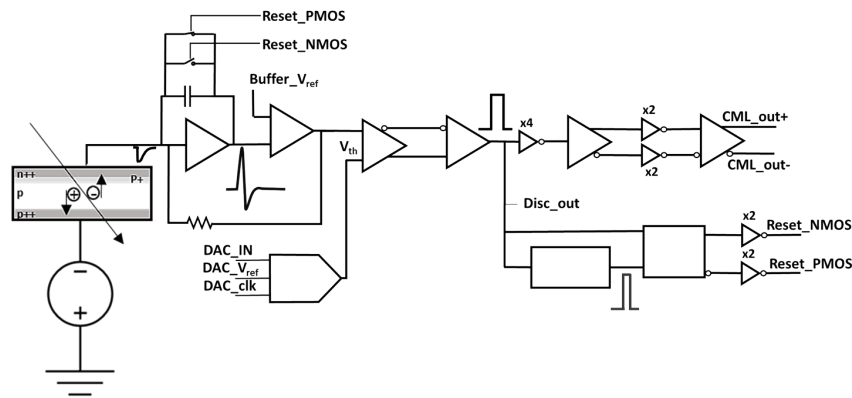 Reset_PMOS
Reset_NMOS
Buffer_Vref
Vth
x4
x2
x2
CML_out+
CML_out-
n++
P+
p
+
-
p++
Disc_out
DAC_IN
DAC_Vref
DAC_clk
x2
Reset_NMOS
x2
Reset_PMOS
−
+